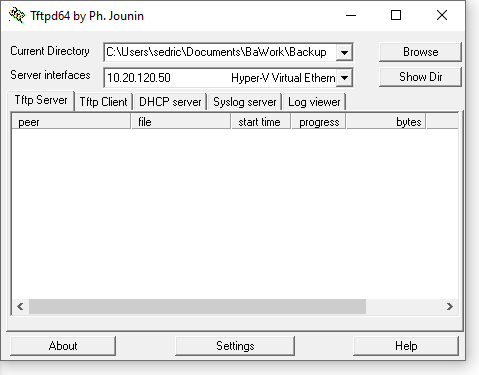 Tftpd64 by Ph. Jounin
Current Directory C:\Users\sedric\Documents\BaWork\Backup Browse
Server interfaces 10.20.120.50 Hyper-V Virtual Ethern Show Dir
Tftp Server Tftp Client DHCP server Syslog server Log viewer
peer file start time progress bytes
About Settings Help